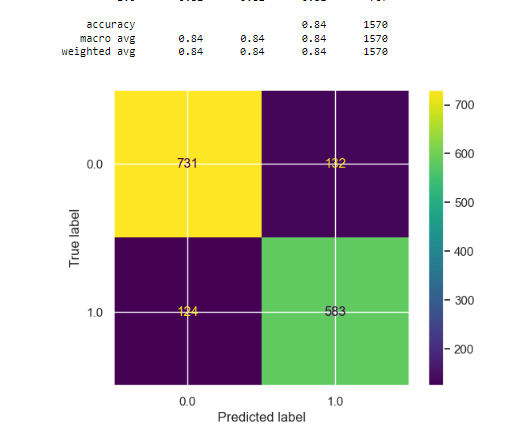 accuracy 0.84 1570
macro avg 0.84 0.84 0.84 1570
weighted avg 0.84 0.84 0.84 1570
700
0.0 731 132
600
500
True label
400
1.0 124 583
300
200
0.0 1.0
Predicted label